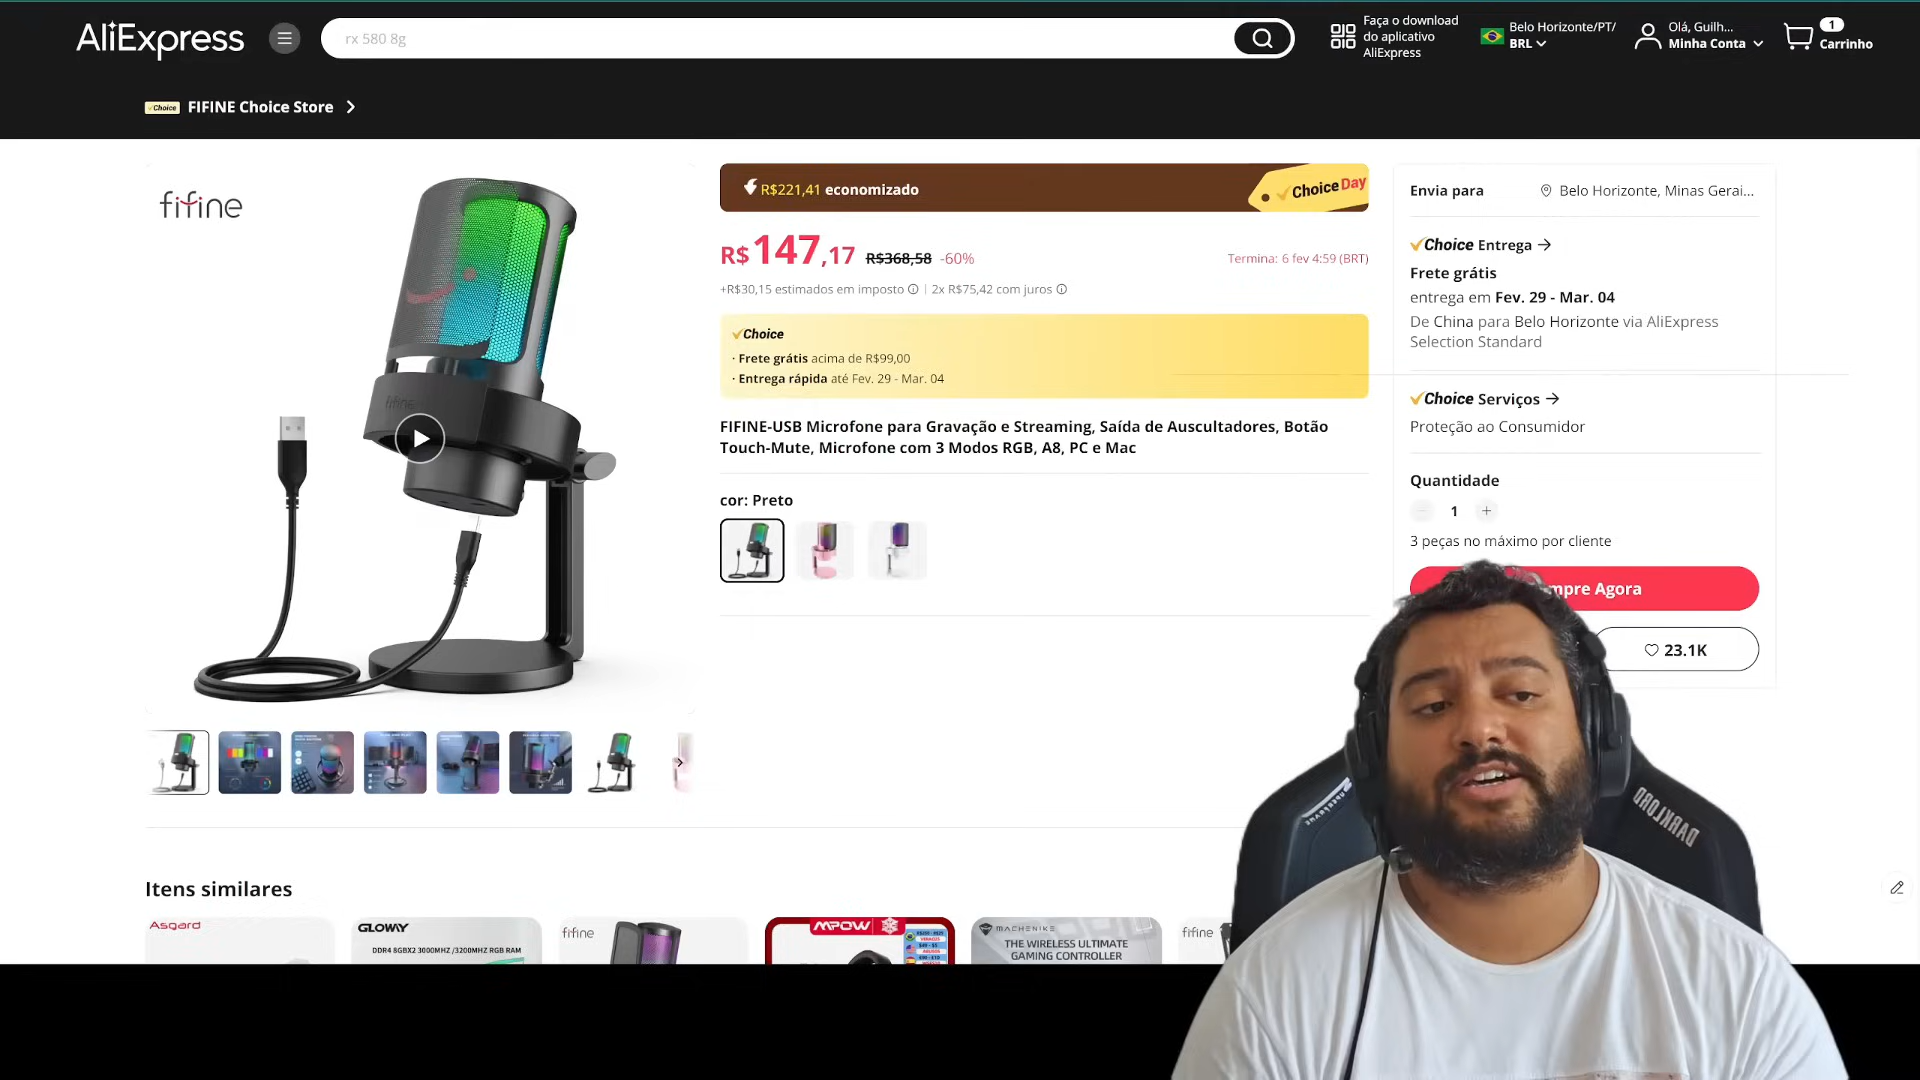 AliExpress
rx 580 8g
Faça o download
do aplicativo
AliExpress
Belo Horizonte/PT/
BRL
Olá, Guilh...
Minha Conta
1
Carrinho
Choice FIFINE Choice Store
fifine
fifine
R$221,41 economizado
Choice Day
R$147,17 R$368,58 -60%
Termina: 6 fev 4:59 (BRT)
+R$30,15 estimados em imposto | 2x R$75,42 com juros
Choice
· Frete grátis acima de R$99,00
· Entrega rápida até Fev. 29 - Mar. 04
FIFINE-USB Microfone para Gravação e Streaming, Saída de Auscultadores, Botão
Touch-Mute, Microfone com 3 Modos RGB, A8, PC e Mac
cor: Preto
Envia para
Belo Horizonte, Minas Gerai...
Choice Entrega
Frete grátis
entrega em Fev. 29 - Mar. 04
De China para Belo Horizonte via AliExpress
Selection Standard
Choice Serviços
Proteção ao Consumidor
Quantidade
− 1 +
3 peças no máximo por cliente
mpre Agora
23.1K
DARKLORD
Itens similares
Asgard
GLOWY
DDR4 8GBX2 3000MHZ /3200MHZ RGB RAM
fifine
MPOW
MACHENIKE
THE WIRELESS ULTIMATE
GAMING CONTROLLER
fifine